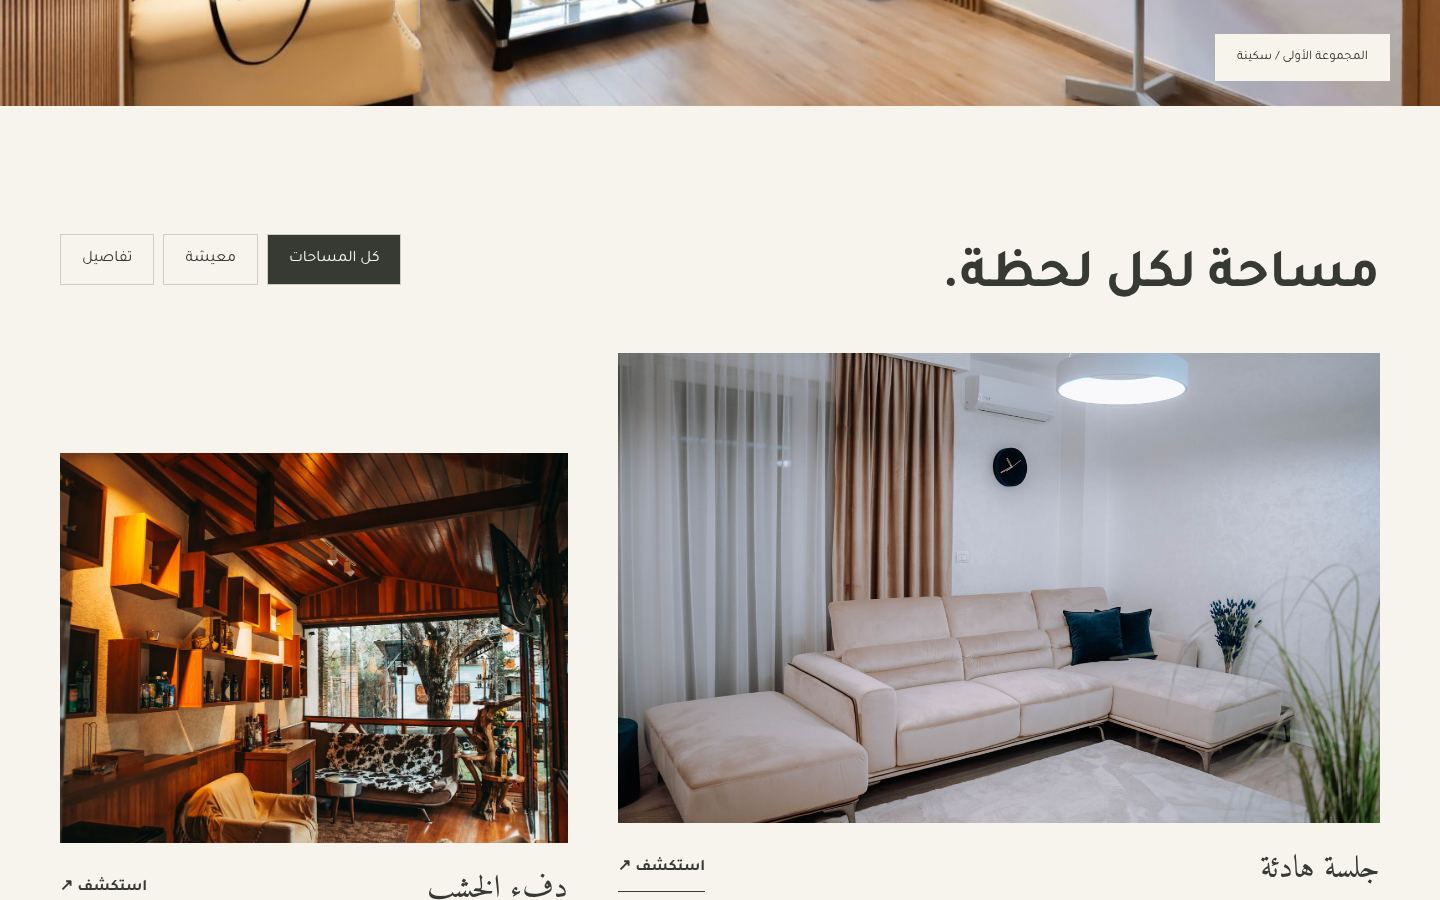 المجموعة الأولى / سكينة
مساحة لكل لحظة.
كل المساحات
معيشة
تفاصيل
جلسة هادئة
استكشف ↗
دفء الخشب
استكشف ↗